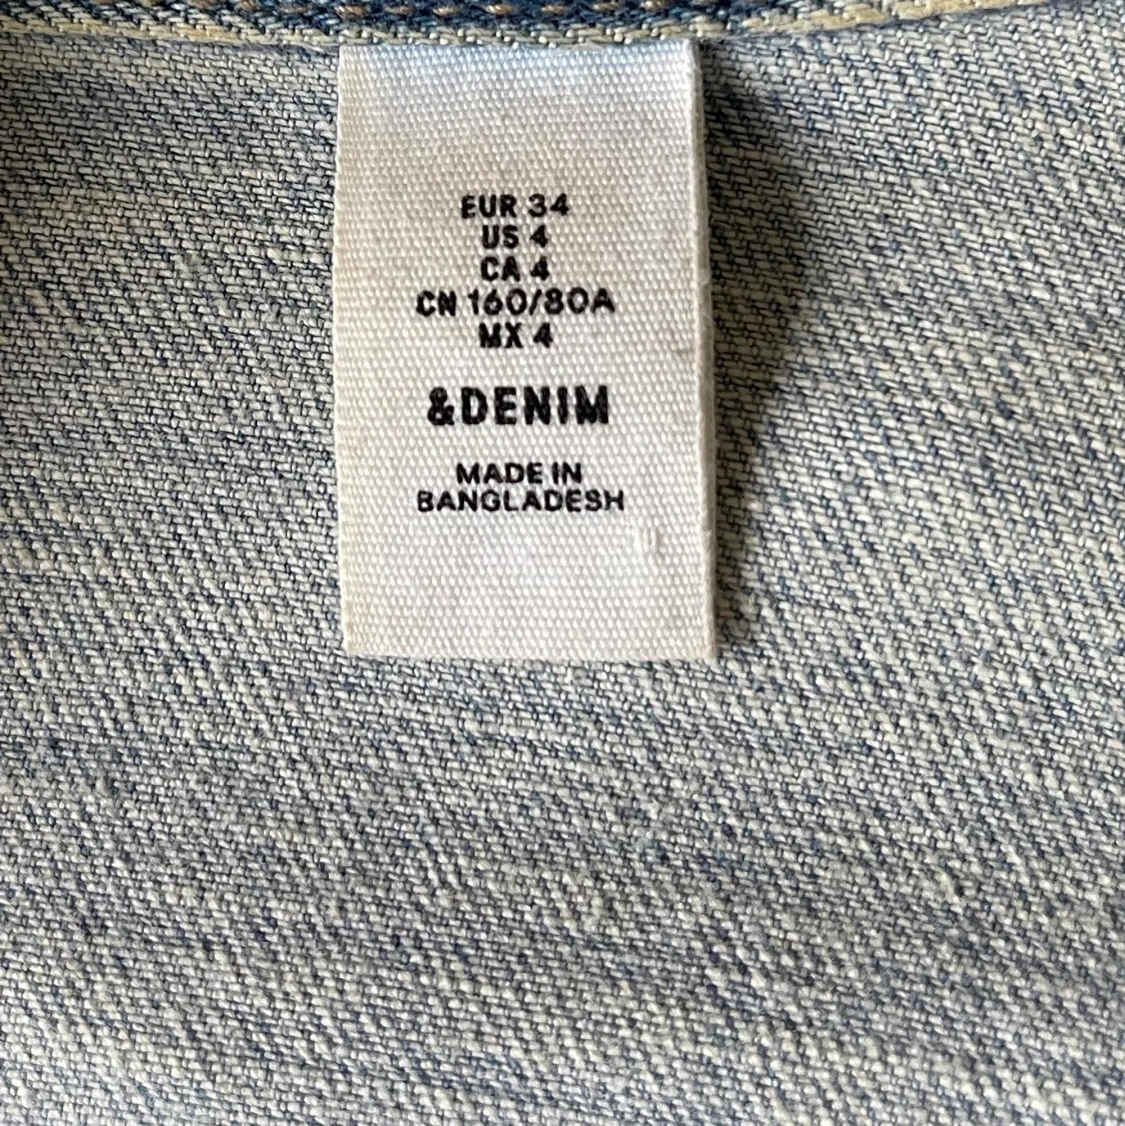 EUR 34
US 4
CA 4
CN 160/80A
MX 4
&DENIM
MADE IN
BANGLADESH